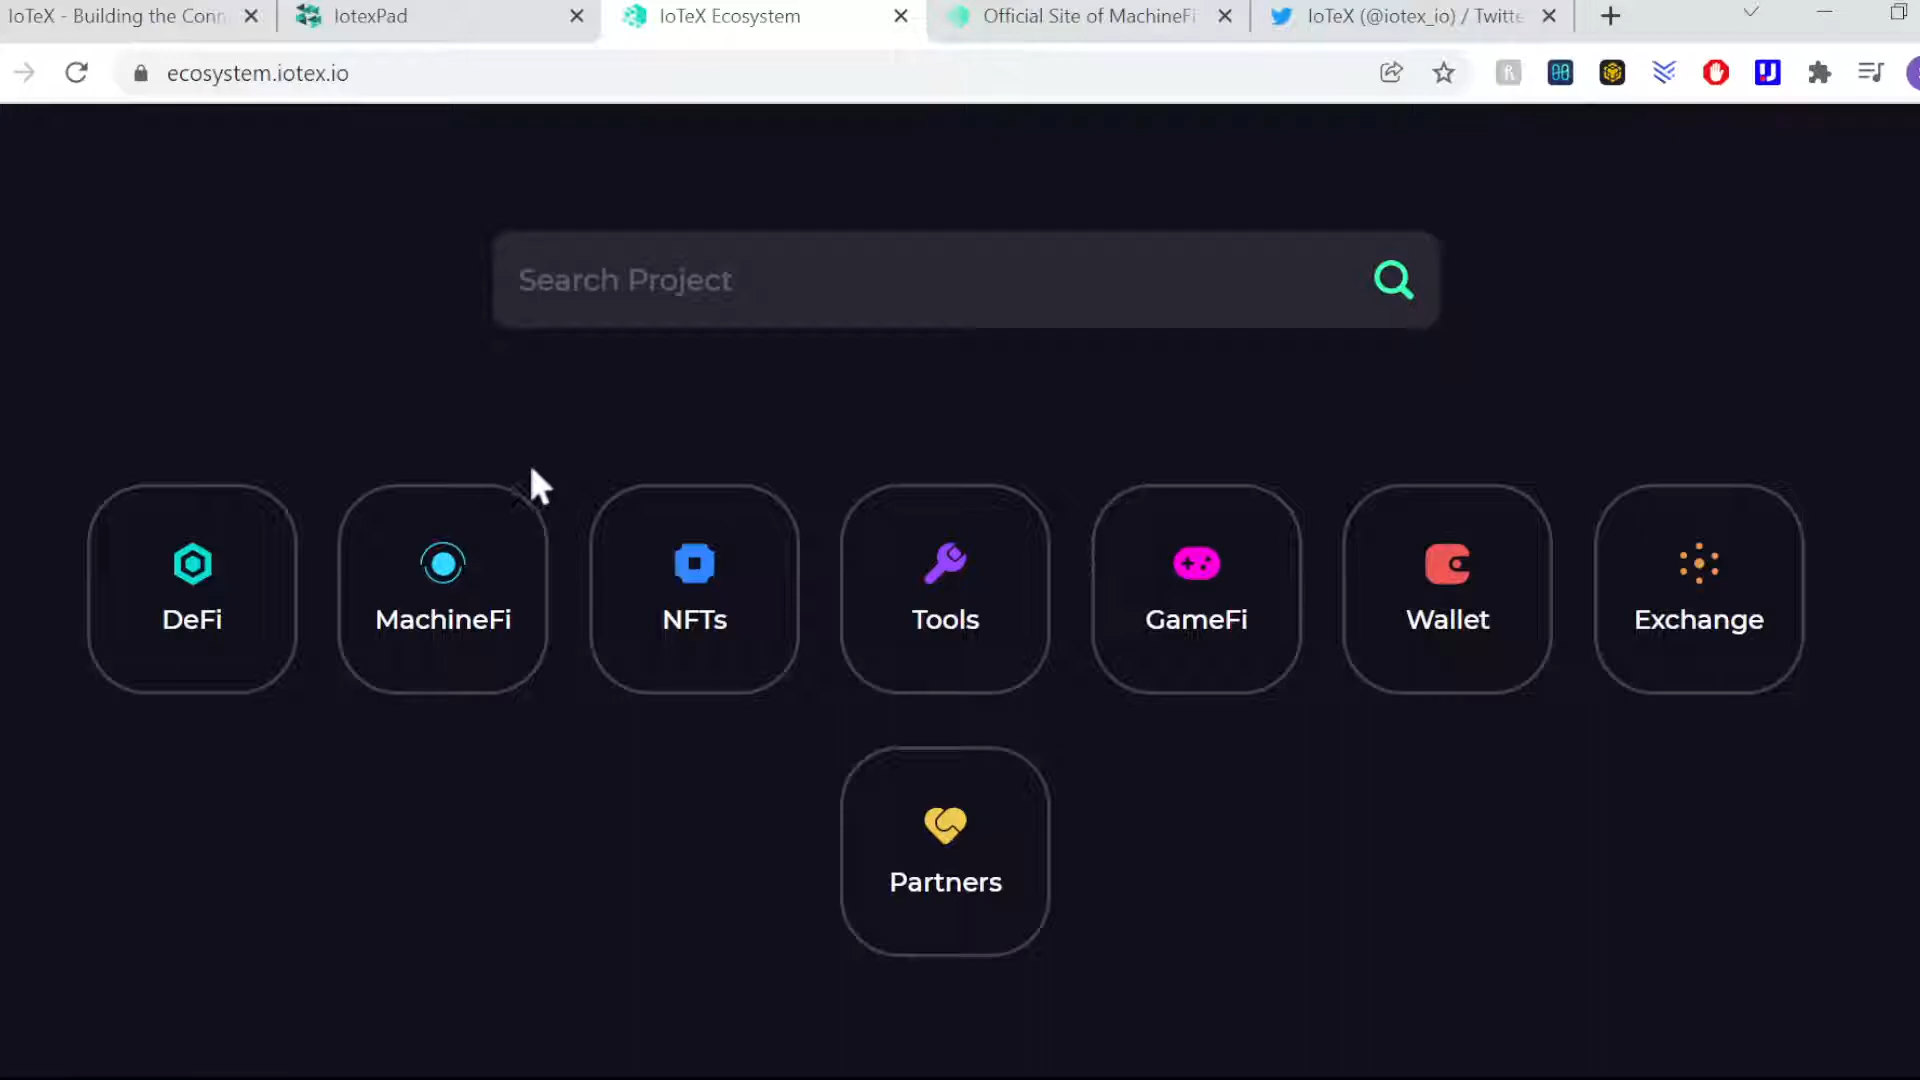 IoTeX - Building the Conn
IotexPad
IoTeX Ecosystem
Official Site of MachineFi
IoTeX (@iotex_io) / Twitte
ecosystem.iotex.io
Search Project
DeFi
MachineFi
NFTs
Tools
GameFi
Wallet
Exchange
Partners